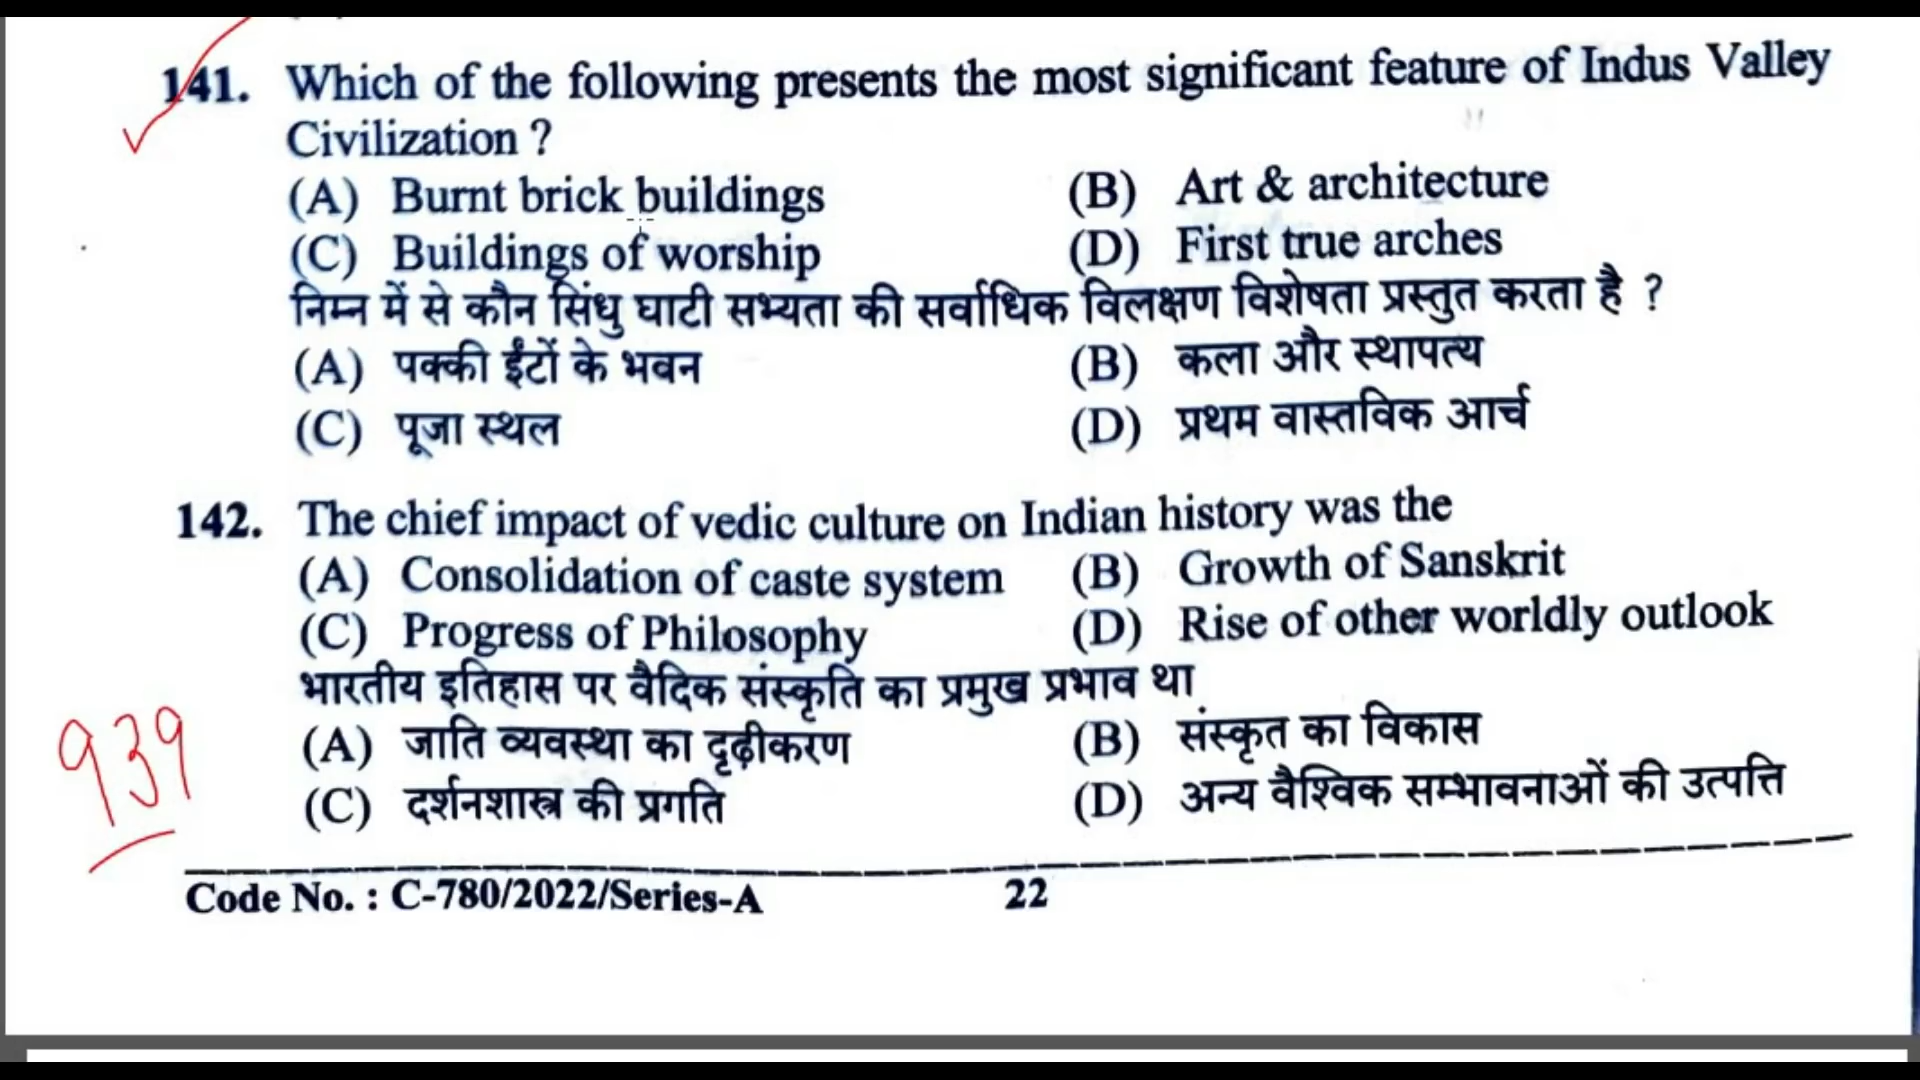 141. Which of the following presents the most significant feature of Indus Valley
Civilization ?
(A) Burnt brick buildings (B) Art & architecture
(C) Buildings of worship (D) First true arches
निम्न में से कौन सिंधु घाटी सभ्यता की सर्वाधिक विलक्षण विशेषता प्रस्तुत करता है ?
(A) पक्की ईंटों के भवन (B) कला और स्थापत्य
(C) पूजा स्थल (D) प्रथम वास्तविक आर्च
142. The chief impact of vedic culture on Indian history was the
(A) Consolidation of caste system (B) Growth of Sanskrit
(C) Progress of Philosophy (D) Rise of other worldly outlook
भारतीय इतिहास पर वैदिक संस्कृति का प्रमुख प्रभाव था
(A) जाति व्यवस्था का दृढ़ीकरण (B) संस्कृत का विकास
(C) दर्शनशास्त्र की प्रगति (D) अन्य वैश्विक सम्भावनाओं की उत्पत्ति
939
Code No. : C-780/2022/Series-A 22